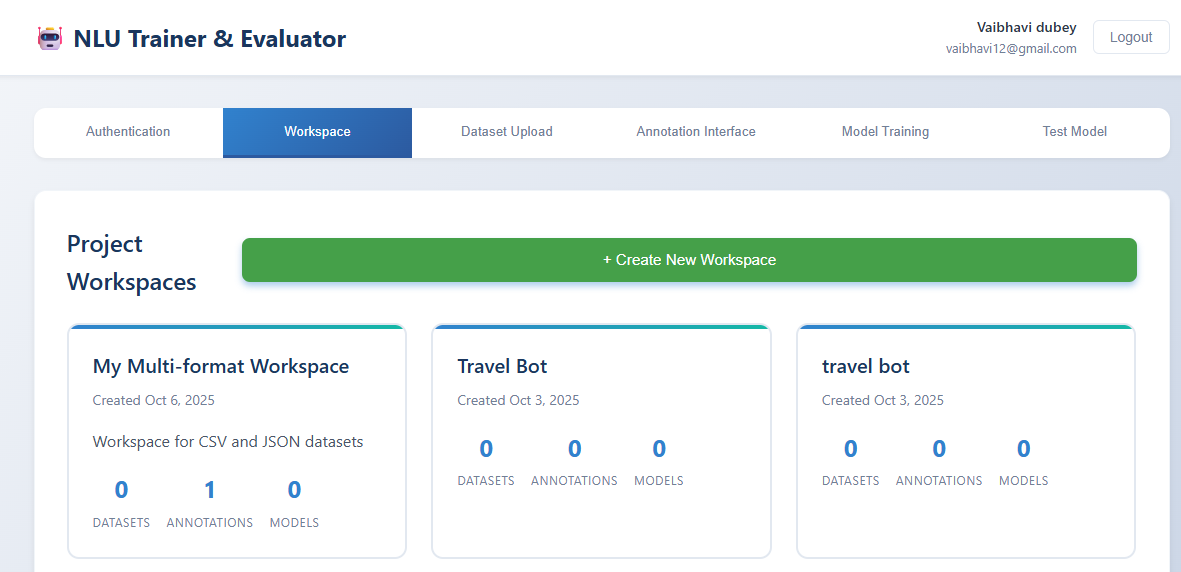 NLU Trainer & Evaluator
Vaibhavi dubey
vaibhavi12@gmail.com
Logout
Authentication
Workspace
Dataset Upload
Annotation Interface
Model Training
Test Model
Project
Workspaces
+ Create New Workspace
My Multi-format Workspace
Created Oct 6, 2025
Workspace for CSV and JSON datasets
0 1 0
DATASETS ANNOTATIONS MODELS
Travel Bot
Created Oct 3, 2025
0 0 0
DATASETS ANNOTATIONS MODELS
travel bot
Created Oct 3, 2025
0 0 0
DATASETS ANNOTATIONS MODELS